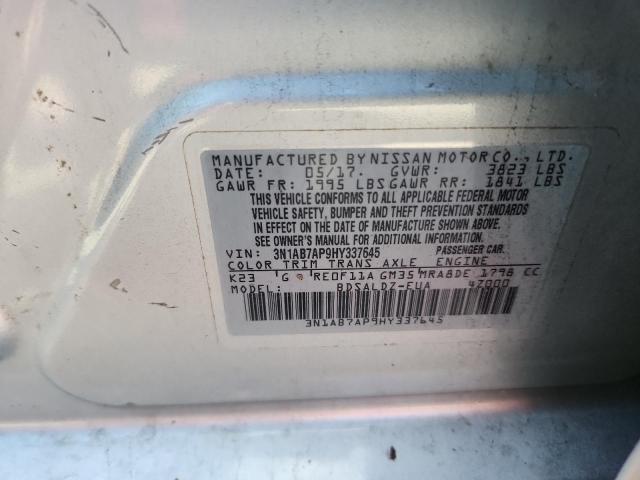 MANUFACTURED BY NISSAN MOTOR CO., LTD.
DATE: 05/17 GVWR: 3823 LBS
GAWR FR: 1995 LBS GAWR RR: 1841 LBS
THIS VEHICLE CONFORMS TO ALL APPLICABLE FEDERAL MOTOR
VEHICLE SAFETY, BUMPER AND THEFT PREVENTION STANDARDS
IN EFFECT ON THE DATE OF MANUFACTURE SHOWN ABOVE.
SEE OWNER'S MANUAL FOR ADDITIONAL INFORMATION.
VIN: 3N1AB7AP9HY337645 PASSENGER CAR.
COLOR TRIM TRANS AXLE ENGINE
K23 'G RE0F11A GM35 MRA8DE 1798 CC
MODEL: BDSALDZ-EUA 4Z000
3N1AB7AP9HY337645